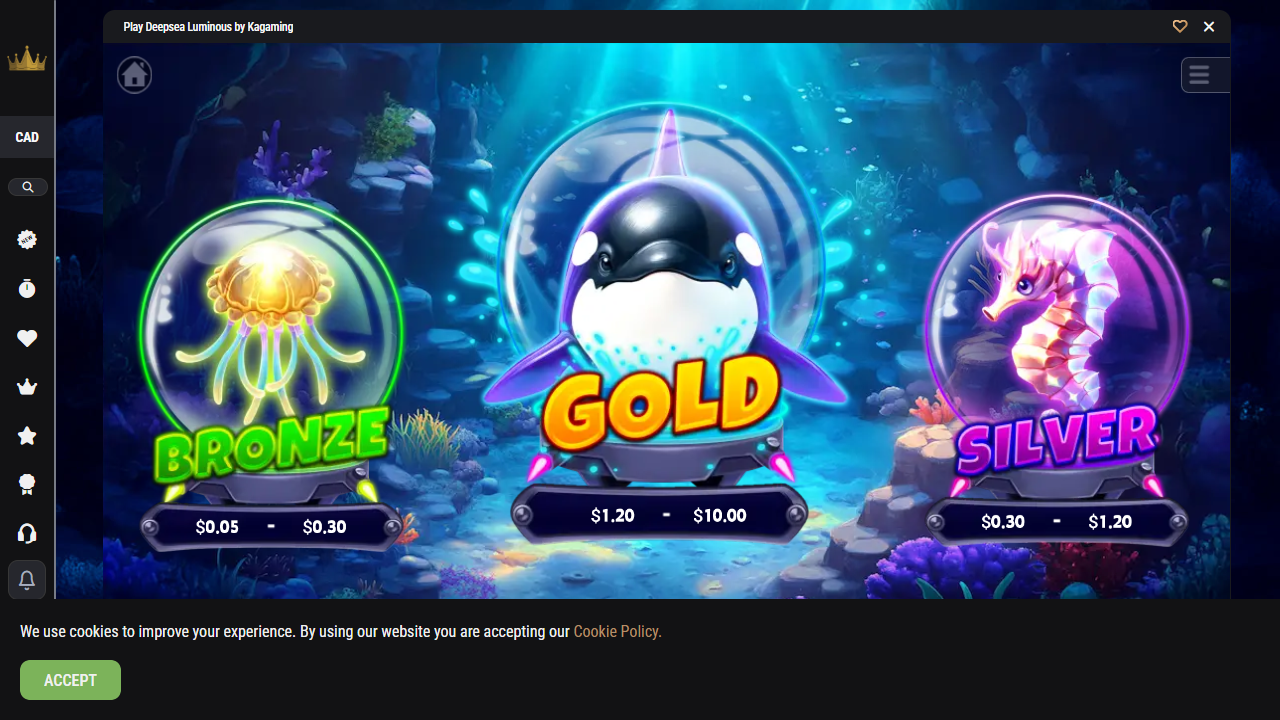 Play Deepsea Luminous by Kagaming
CAD
NEW
BRONZE
$0.05 - $0.30
GOLD
$1.20 - $10.00
SILVER
$0.30 - $1.20
We use cookies to improve your experience. By using our website you are accepting our Cookie Policy.
ACCEPT